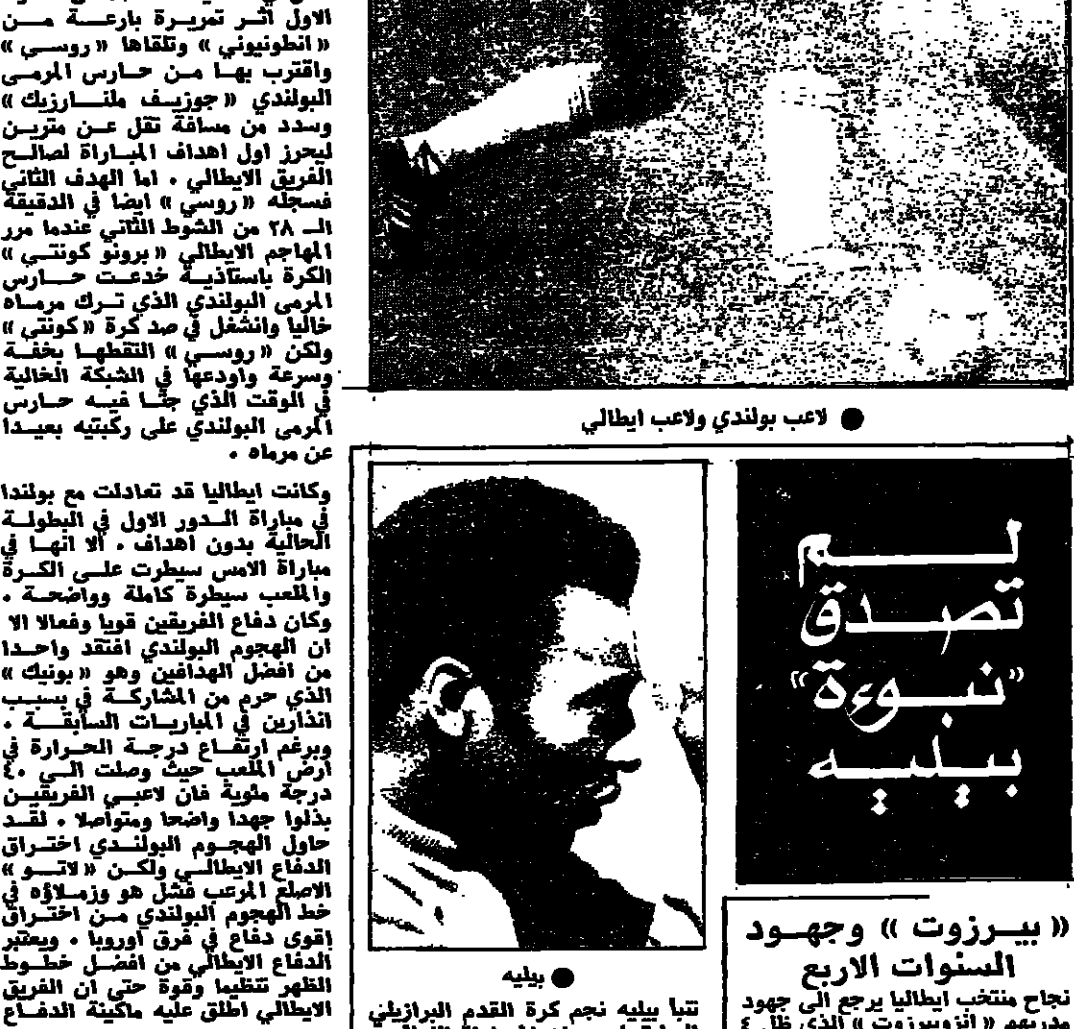 الاول اثر تمريرة بارعة من
« انطونيوني » وتلقاها « روسي »
واقترب بها من حارس المرمى
البولندي « جوزيف ملنارزيك »
وسدد من مسافة تقل عن مترين
ليحرز اول اهداف المباراة لصالح
الفريق الايطالي . اما الهدف الثاني
فسجله « روسي » ايضا في الدقيقة
الـ ٢٨ من الشوط الثاني عندما مرر
المهاجم الايطالي « برونو كونتي »
الكرة باستاذية خدعت حارس
المرمى البولندي الذي ترك مرماه
خاليا وانشغل في صد كرة « كونتي »
ولكن « روسي » التقطها بخفة
وسرعة واودعها في الشبكة الخالية
في الوقت الذي جثا فيه حارس
المرمى البولندي على ركبتيه بعيدا
عن مرماه .
وكانت ايطاليا قد تعادلت مع بولندا
في مباراة الدور الاول في البطولة
الحالية بدون اهداف . الا انها في
مباراة الامس سيطرت على الكرة
والملعب سيطرة كاملة وواضحة .
وكان دفاع الفريقين قويا وفعالا الا
ان الهجوم البولندي افتقد واحدا
من افضل الهدافين وهو « بونيك »
الذي حرم من المشاركة في بسبب
انذارين في المباريات السابقة .
وبرغم ارتفاع درجة الحرارة في
ارض الملعب حيث وصلت الى ٤٠
درجة مئوية فان لاعبي الفريقين
بذلوا جهدا واضحا ومتواصلا . لقد
حاول الهجوم البولندي اختراق
الدفاع الايطالي ولكن « لاتو »
الاصلع المرعب فشل هو وزملاؤه في
خط الهجوم البولندي من اختراق
اقوى دفاع في فرق اوروبا . ويعتبر
الدفاع الايطالي من افضل خطوط
الظهر تنظيما وقوة حتى ان الفريق
الايطالي اطلق عليه ماكينة الدفاع
● لاعب بولندي ولاعب ايطالي
لم
تصدق
"نبوءة"
بيليه
● بيليه
تنبأ بيليه نجم كرة القدم البرازيلي
« بيرزوت » وجهود
السنوات الاربع
نجاح منتخب ايطاليا يرجع الى جهود
مدربهم « انزوبيرزوت » الذي ظل ٤